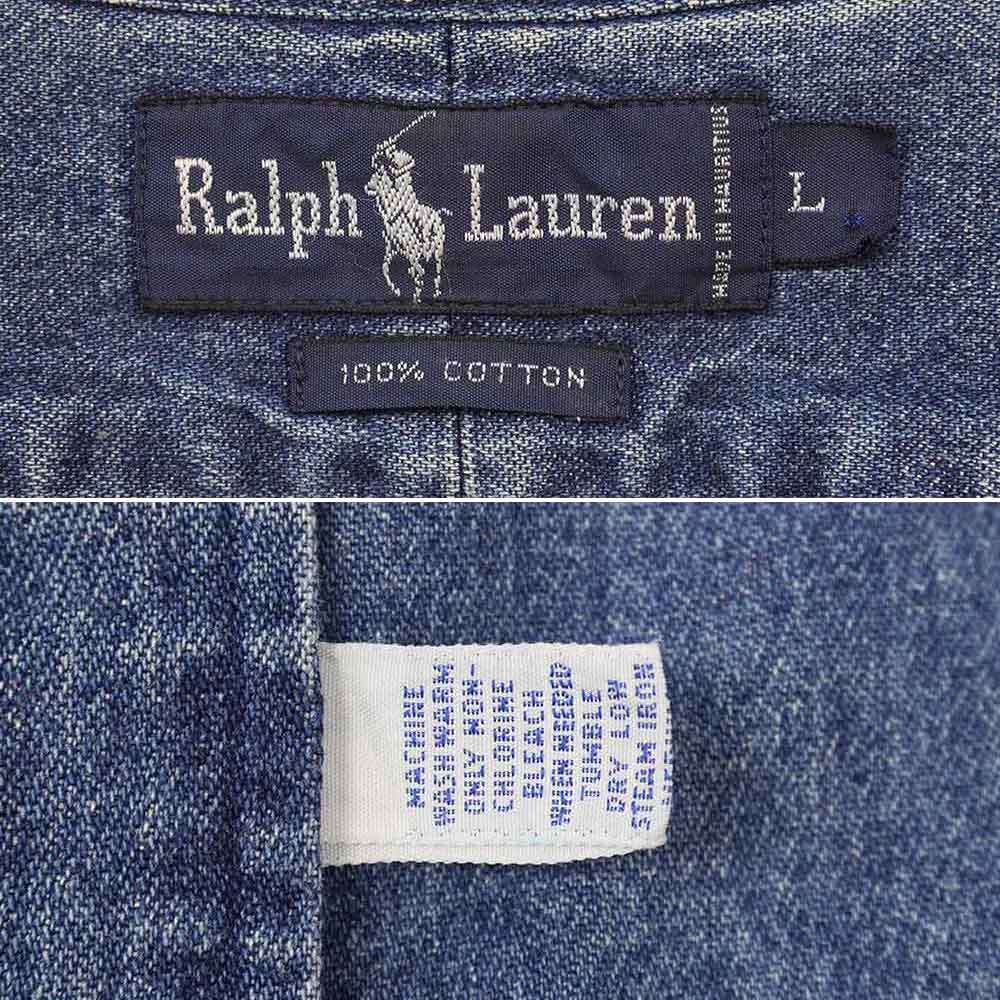 Ralph Lauren
MADE IN MAURITIUS
L
100% COTTON
MACHINE
WASH WARM
ONLY NON-
CHLORINE
BLEACH
WHEN NEEDED
TUMBLE
DRY LOW
STEAM IRON